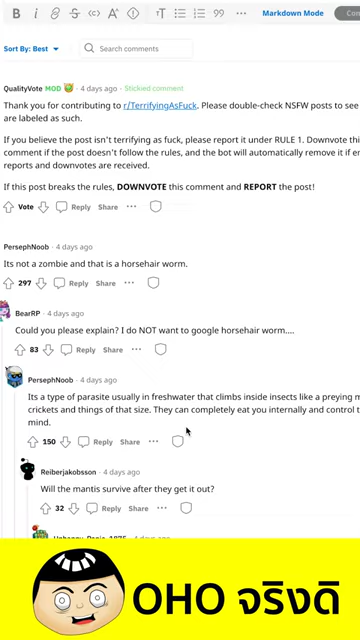 Markdown Mode
Sort By: Best
Search comments
QualityVote MOD · 4 days ago · Stickied comment
Thank you for contributing to r/TerrifyingAsFuck. Please double-check NSFW posts to see
are labeled as such.
If you believe the post isn't terrifying as fuck, please report it under RULE 1. Downvote thi
comment if the post doesn't follow the rules, and the bot will automatically remove it if en
reports and downvotes are received.
If this post breaks the rules, DOWNVOTE this comment and REPORT the post!
Vote Reply Share
PersephNoob · 4 days ago
Its not a zombie and that is a horsehair worm.
297 Reply Share
BearRP · 4 days ago
Could you please explain? I do NOT want to google horsehair worm....
83 Reply Share
PersephNoob · 4 days ago
Its a type of parasite usually in freshwater that climbs inside insects like a preying m
crickets and things of that size. They can completely eat you internally and control t
mind.
150 Reply Share
Reiberjakobsson · 4 days ago
Will the mantis survive after they get it out?
32 Reply Share
4 days ago
OHO จริงดิ